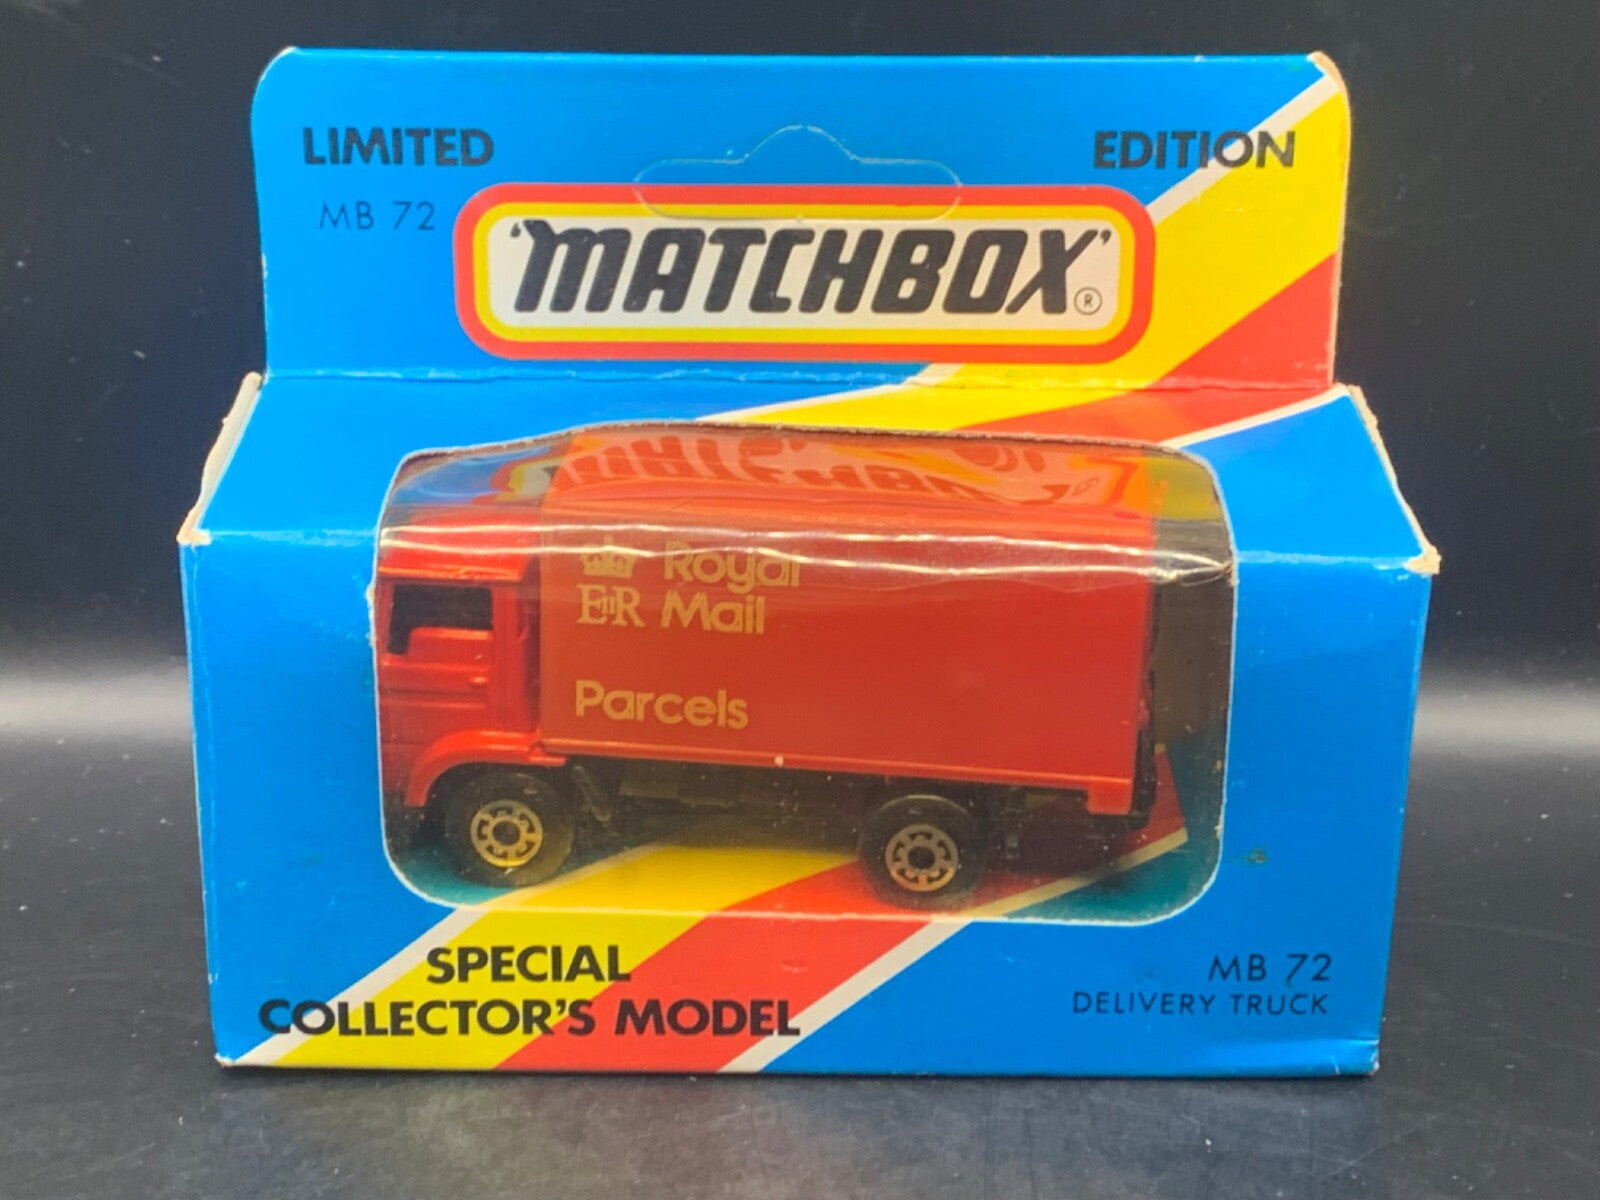 LIMITED EDITION
MB 72
'MATCHBOX'®
Royal
EIIR Mail
Parcels
SPECIAL
COLLECTOR'S MODEL
MB 72
DELIVERY TRUCK